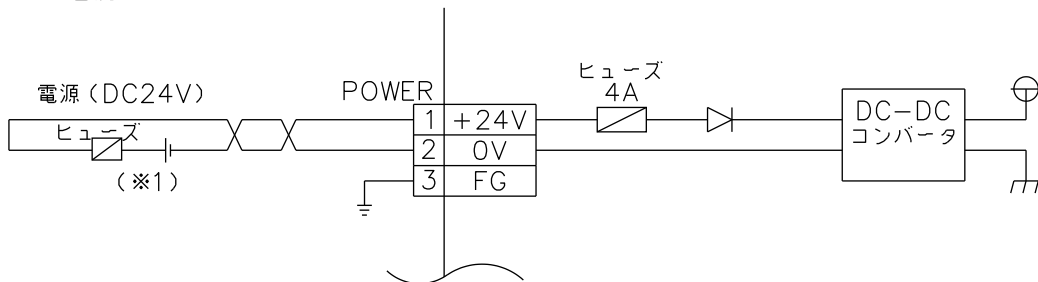 電源(DC24V)
ヒューズ
(※1)
POWER
1 +24V
2 0V
3 FG
ヒューズ
4A
DC-DC
コンバータ